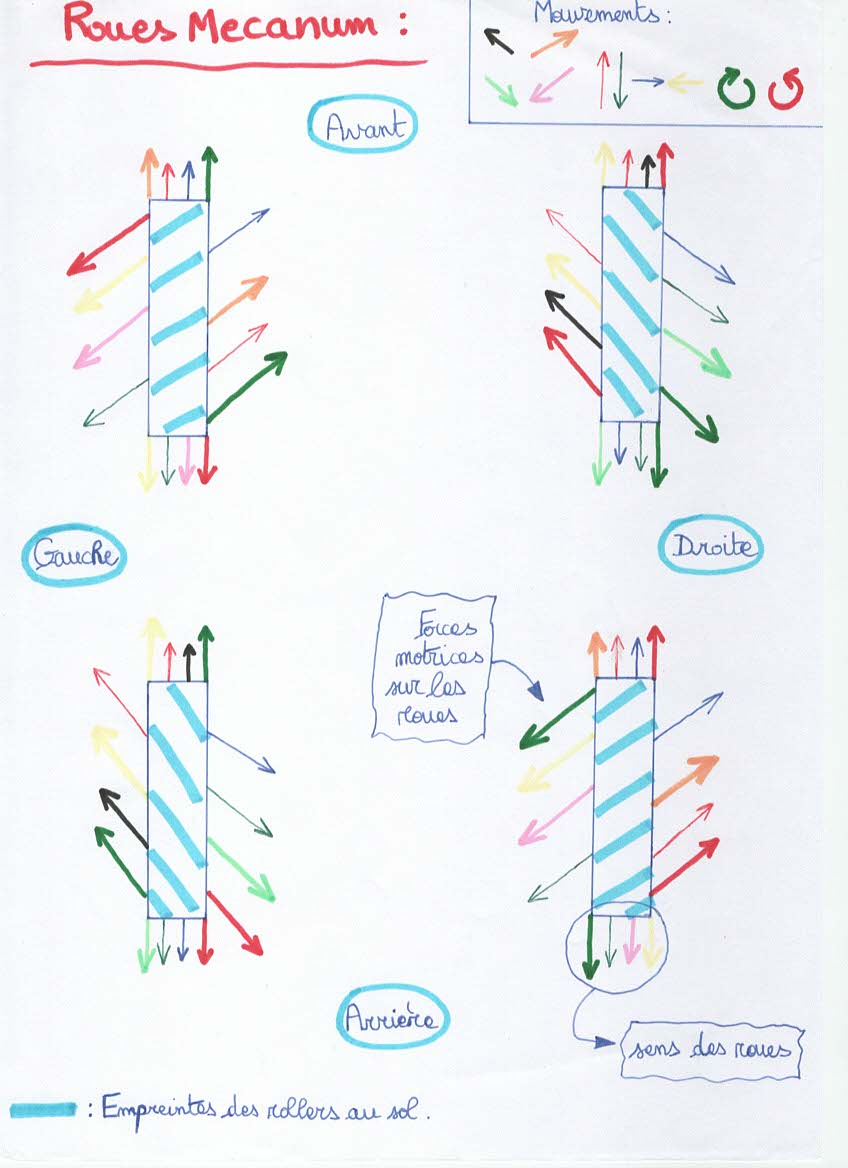 Roues Mecanum :
Mouvements :
Avant
Gauche
Droite
Forces
motrices
sur les
roues
Arrière
sens des roues
: Empreintes des rollers au sol.